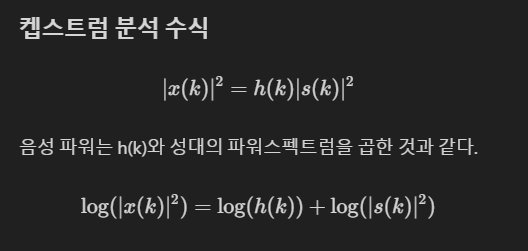 켑스트럼 분석 수식
|x(k)|² = h(k)|s(k)|²
음성 파워는 h(k)와 성대의 파워스펙트럼을 곱한 것과 같다.
log(|x(k)|²) = log(h(k)) + log(|s(k)|²)